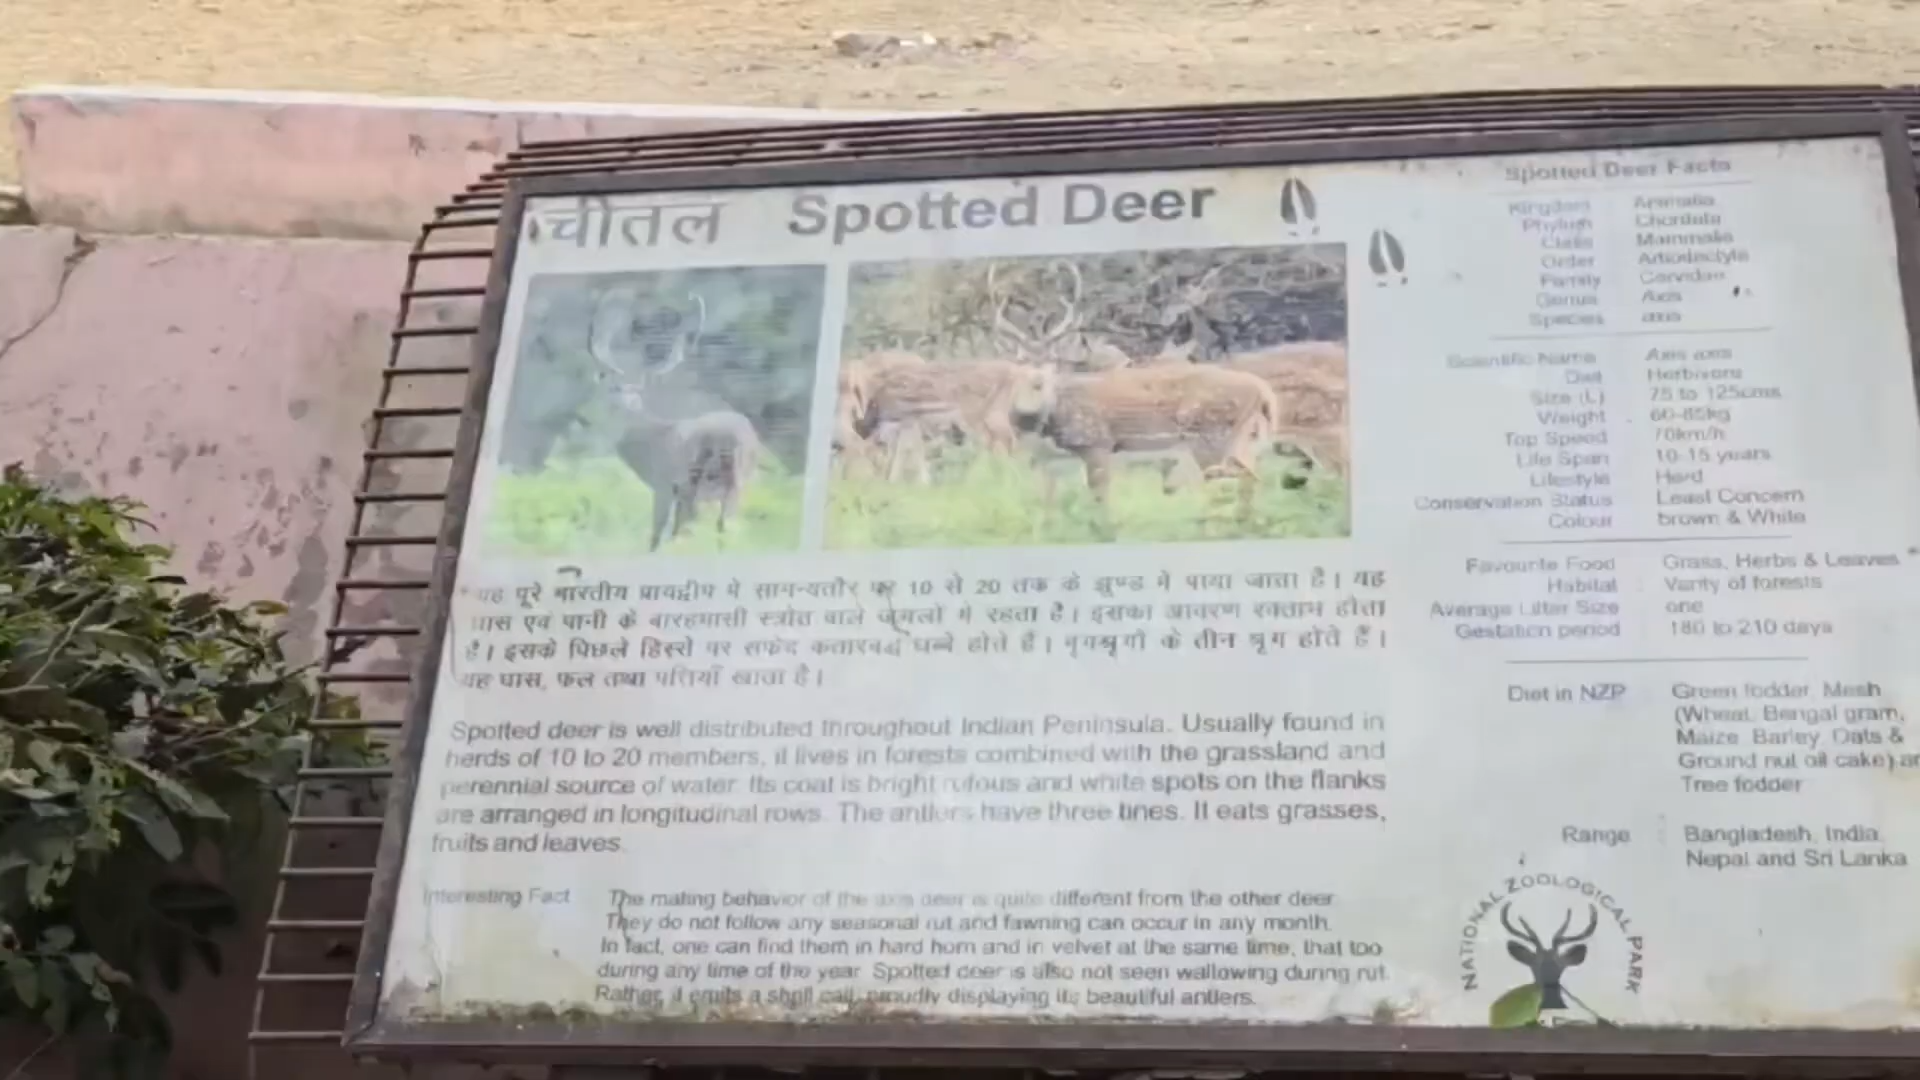 चीतल Spotted Deer
यह पूरे भारतीय प्रायद्वीप मे सामन्यतौर पर 10 से 20 तक के झुण्ड मे पाया जाता है। यह
घास एवं पानी के बारहमासी स्त्रोत वाले जंगलों मे रहता है। इसका आवरण रक्ताभ होता
है। इसके पिछले हिस्से पर सफेद कतारबद्ध धब्बे होते है। मृगश्रृगों के तीन श्रृग होते हैं।
यह घास, फल तथा पत्तियाँ खाता है।
Spotted deer is well distributed throughout Indian Peninsula. Usually found in
herds of 10 to 20 members, it lives in forests combined with the grassland and
perennial source of water. Its coat is bright rufous and white spots on the flanks
are arranged in longitudinal rows. The antlers have three tines. It eats grasses,
fruits and leaves.
Interesting Fact The mating behavior of the axis deer is quite different from the other deer.
They do not follow any seasonal rut and fawning can occur in any month.
In fact, one can find them in hard horn and in velvet at the same time, that too
during any time of the year. Spotted deer is also not seen wallowing during rut.
Rather, it emits a shrill call, proudly displaying its beautiful antlers.
Spotted Deer Facts
Kingdom : Animalia
Phylum : Chordata
Class : Mammalia
Order : Artiodactyla
Family : Cervidae
Genus : Axis
Species : axis
Scientific Name : Axis axis
Diet : Herbivore
Size (L) : 75 to 125cms
Weight : 60-85kg
Top Speed : 70km/h
Life Span : 10-15 years
Lifestyle : Herd
Conservation Status : Least Concern
Colour : brown & White
Favourite Food : Grass, Herbs & Leaves
Habitat : Varity of forests
Average Litter Size : one
Gestation period : 180 to 210 days
Diet in NZP : Green fodder, Mesh
(Wheat, Bengal gram,
Maize, Barley, Oats &
Ground nut oil cake)
Tree fodder
Range : Bangladesh, India,
Nepal and Sri Lanka
NATIONAL ZOOLOGICAL PARK